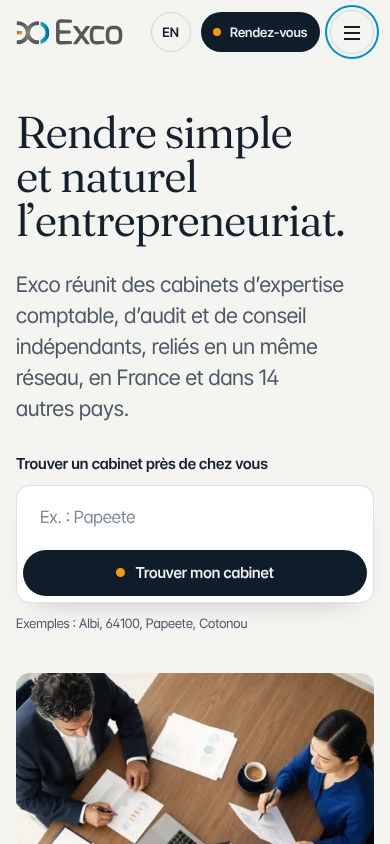 Exco
EN
Rendez-vous
Rendre simple
et naturel
l’entrepreneuriat.
Exco réunit des cabinets d’expertise
comptable, d’audit et de conseil
indépendants, reliés en un même
réseau, en France et dans 14
autres pays.
Trouver un cabinet près de chez vous
Ex. : Papeete
Trouver mon cabinet
Exemples : Albi, 64100, Papeete, Cotonou